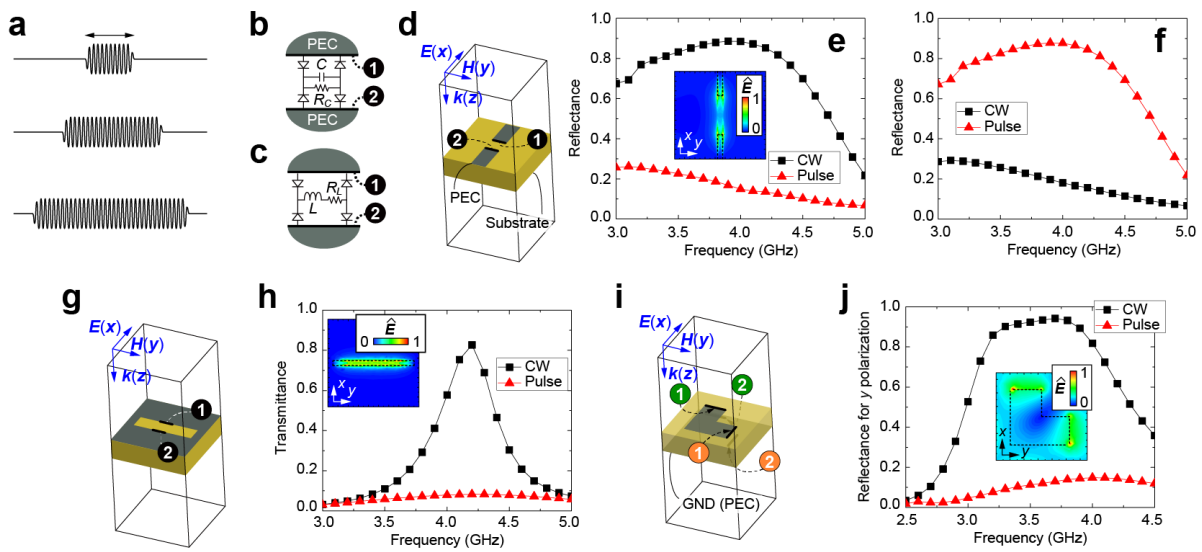 a
b
PEC
C
R_C
PEC
1
2
c
R_L
L
1
2
d
E(x)
H(y)
k(z)
2
1
PEC
Substrate
e
Reflectance
1.0
0.8
0.6
0.4
0.2
0.0
Ê
1
0
x
y
CW
Pulse
3.0 3.5 4.0 4.5 5.0
Frequency (GHz)
f
Reflectance
1.0
0.8
0.6
0.4
0.2
0.0
CW
Pulse
3.0 3.5 4.0 4.5 5.0
Frequency (GHz)
g
E(x)
H(y)
k(z)
1
2
h
Transmittance
1.0
0.8
0.6
0.4
0.2
0.0
Ê
0 1
x
y
CW
Pulse
3.0 3.5 4.0 4.5 5.0
Frequency (GHz)
i
E(x)
H(y)
k(z)
1
2
1
2
GND (PEC)
j
Reflectance for y polarization
1.0
0.8
0.6
0.4
0.2
0.0
CW
Pulse
Ê
1
0
x
y
2.5 3.0 3.5 4.0 4.5
Frequency (GHz)